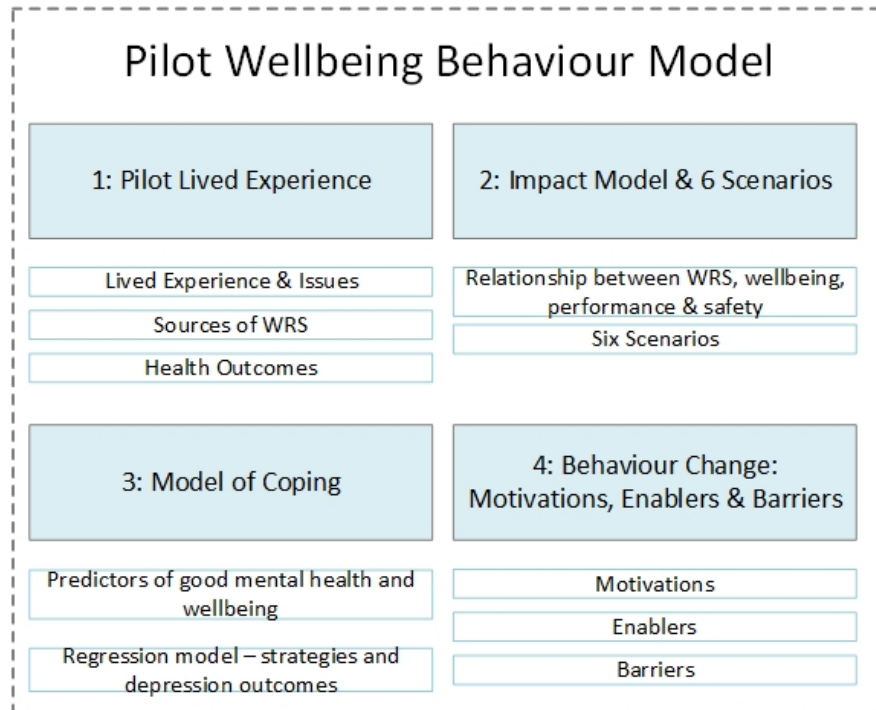 Pilot Wellbeing Behaviour Model
1: Pilot Lived Experience
Lived Experience & Issues
Sources of WRS
Health Outcomes
2: Impact Model & 6 Scenarios
Relationship between WRS, wellbeing,
performance & safety
Six Scenarios
3: Model of Coping
Predictors of good mental health and
wellbeing
Regression model – strategies and
depression outcomes
4: Behaviour Change:
Motivations, Enablers & Barriers
Motivations
Enablers
Barriers